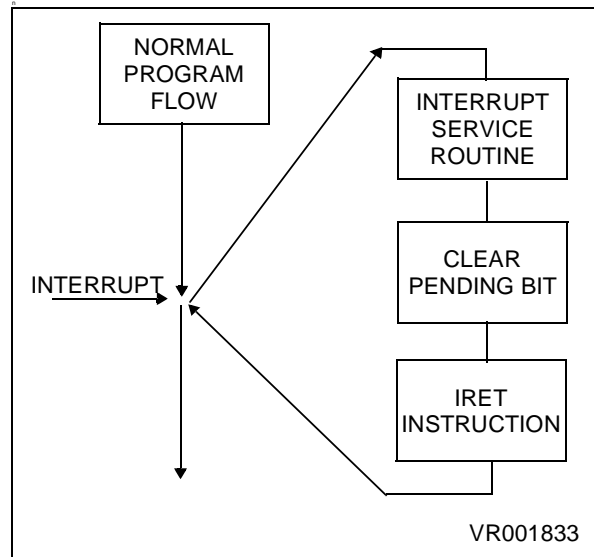 NORMAL
PROGRAM
FLOW
INTERRUPT
SERVICE
ROUTINE
INTERRUPT
CLEAR
PENDING BIT
IRET
INSTRUCTION
VR001833